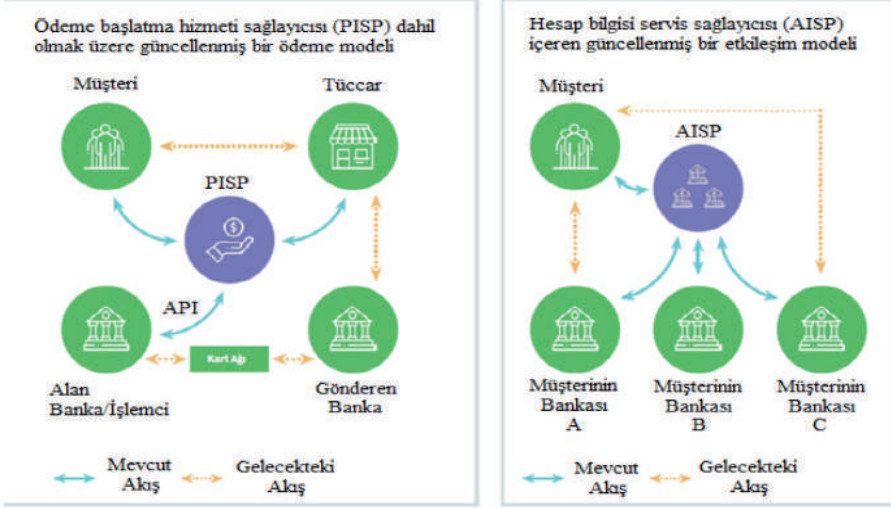 Ödeme başlatma hizmeti sağlayıcısı (PISP) dahil
olmak üzere güncellenmiş bir ödeme modeli
Müşteri
Tüccar
PISP
$
API
Kart Ağı
Alan
Banka/İşlemci
Gönderen
Banka
Mevcut
Akış
Gelecekteki
Akış
Hesap bilgisi servis sağlayıcısı (AISP)
içeren güncellenmiş bir etkileşim modeli
Müşteri
AISP
Müşterinin
Bankası
A
Müşterinin
Bankası
B
Müşterinin
Bankası
C
Mevcut
Akış
Gelecekteki
Akış